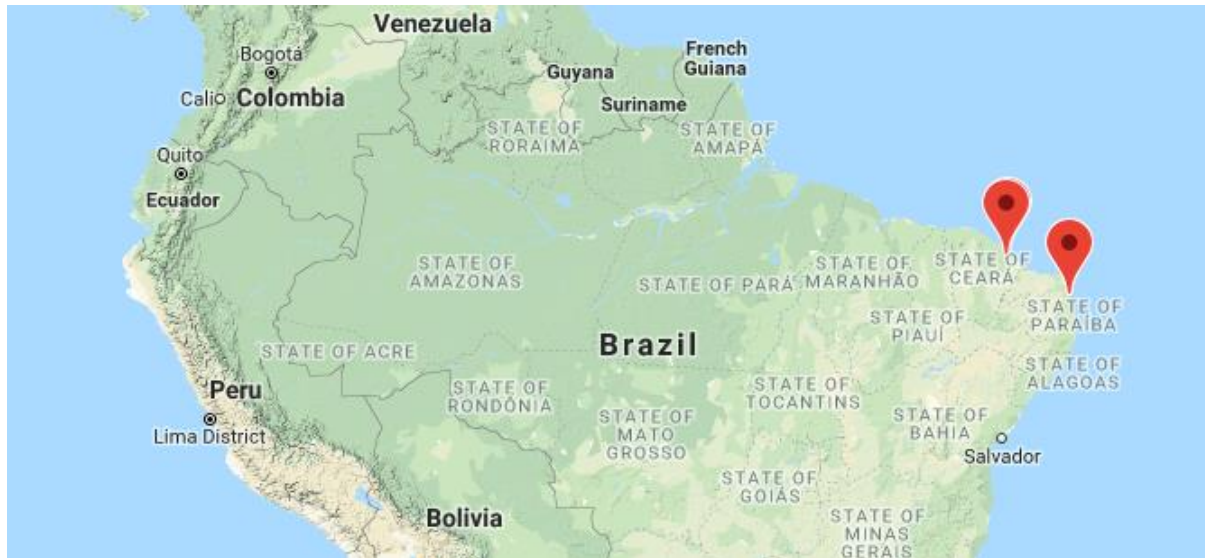 Venezuela
Bogotá
French
Guiana
Guyana
Cali
Colombia
Suriname
STATE OF
RORAIMA
STATE OF
AMAPÁ
Quito
Ecuador
STATE OF
AMAZONAS
STATE OF PARÁ
STATE OF
MARANHÃO
STATE OF
CEARÁ
STATE OF
PARAÍBA
STATE OF
PIAUÍ
Brazil
STATE OF ACRE
STATE OF
ALAGOAS
Peru
STATE OF
RONDÔNIA
STATE OF
TOCANTINS
STATE OF
MATO
GROSSO
STATE OF
BAHIA
Lima District
Salvador
STATE OF
GOIÁS
Bolivia
STATE OF
MINAS
GERAIS